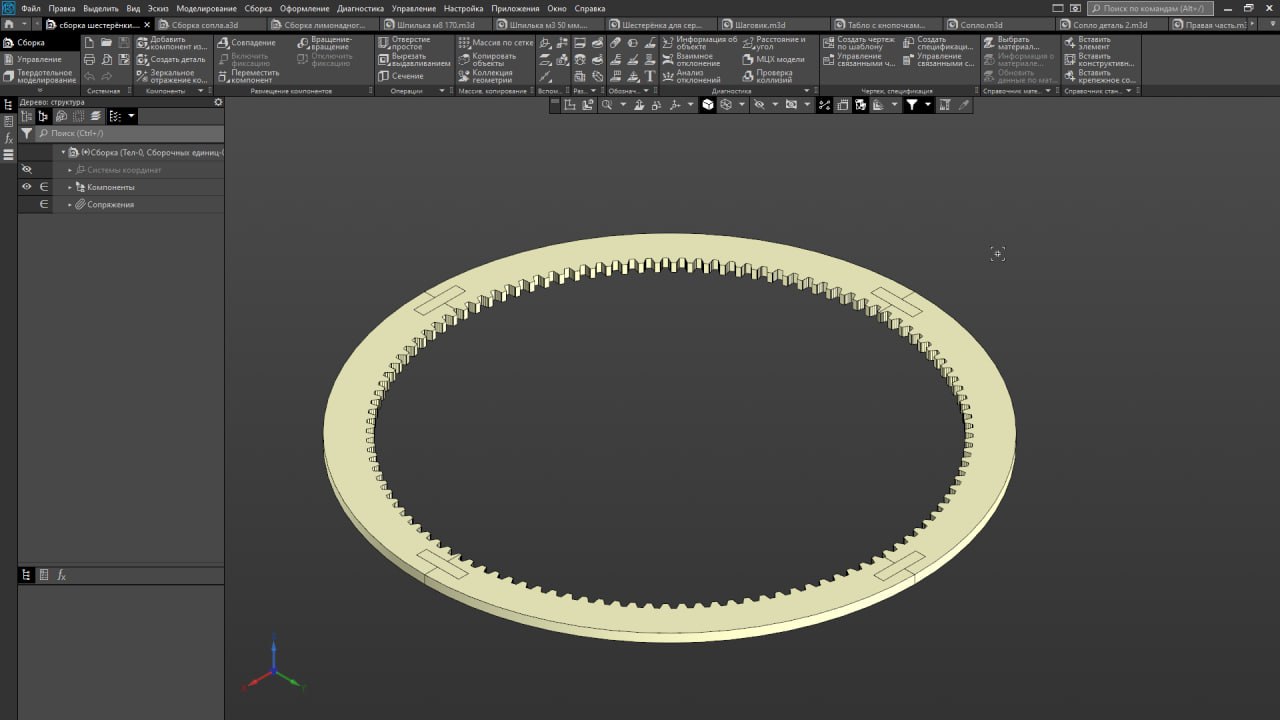 Файл Правка Выделить Вид Эскиз Моделирование Сборка Оформление Диагностика Управление Настройка Приложения Окно Справка
Поиск по командам (Alt+/)
сборка шестерёнки... Сборка сопла.a3d Сборка лимонадног... Шпилька м8 170.m3d Шпилька м3 50 мм.... Шестерёнка для сер... Шаговик.m3d Табло с кнопочкам... Сопло.m3d Сопло деталь 2.m3d Правая часть.m3
Сборка
Управление
Твердотельное моделирование
Добавить компонент из...
Создать деталь
Зеркальное отражение ко...
Совпадение
Включить фиксацию
Переместить компонент
Вращение-вращение
Отключить фиксацию
Отверстие простое
Вырезать выдавливанием
Сечение
Массив по сетке
Копировать объекты
Коллекция геометрии
Информация об объекте
Взаимное отклонение
Анализ отклонений
Расстояние и угол
МЦХ модели
Проверка коллизий
Создать чертеж по шаблону
Управление связанными ч...
Создать спецификаци...
Управление связанными с...
Выбрать материал...
Информация о материале...
Обновить данные по мат...
Вставить элемент
Вставить конструктивн...
Вставить крепежное со...
Системная Компоненты Размещение компонентов Операции Массив, копирование Вспом... Раз... Обознач... Диагностика Чертеж, спецификация Справочник мате... Справочник стан...
Дерево: структура
Поиск (Ctrl+/)
(+)Сборка (Тел-0, Сборочных единиц-0
Системы координат
Компоненты
Сопряжения